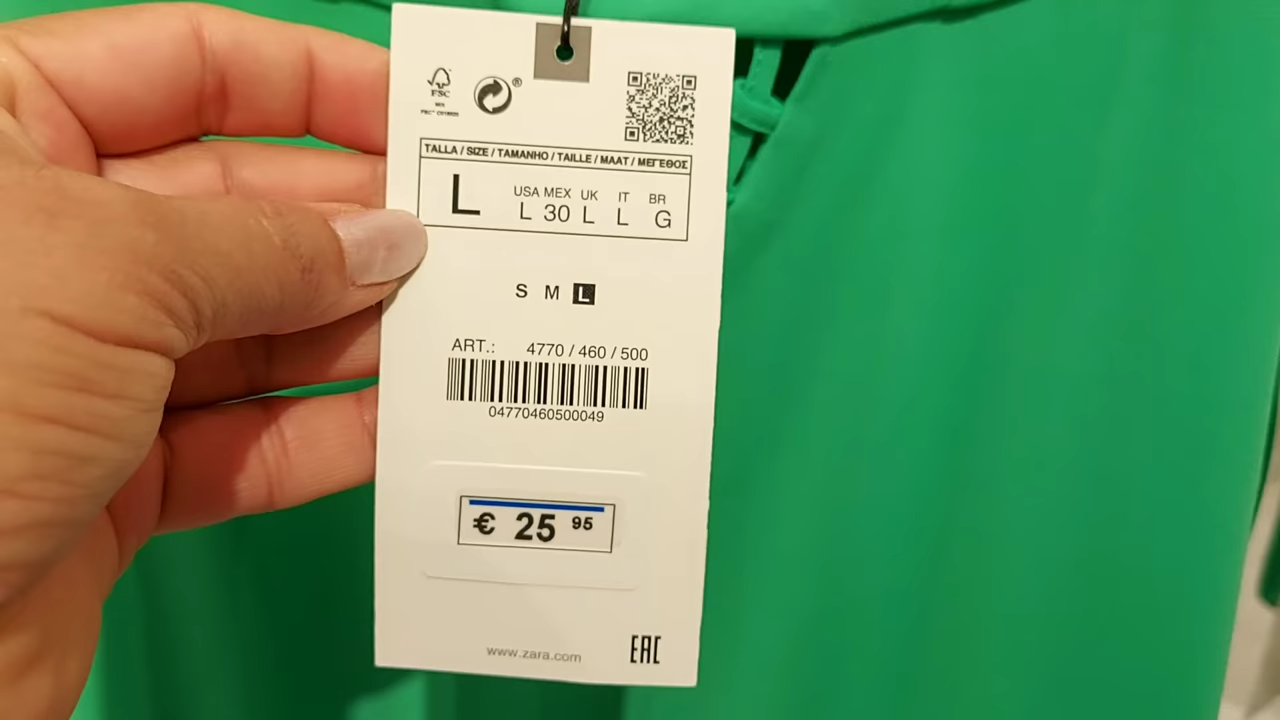 FSC
MIX
®
TALLA / SIZE / TAMANHO / TAILLE / MAAT / ΜΕΓΕΘΟΣ
L
USA MEX UK IT BR
L 30 L L G
S M L
ART.: 4770 / 460 / 500
04770460500049
€ 25 95
www.zara.com
EAC